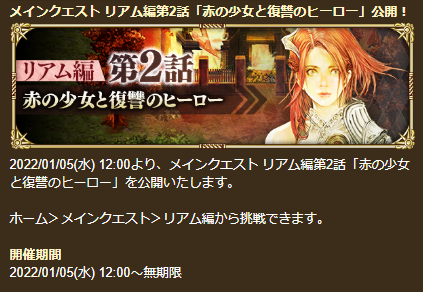 メインクエスト リアム編第2話「赤の少女と復讐のヒーロー」公開！
リアム編 第2話
赤の少女と復讐のヒーロー
2022/01/05(水) 12:00より、メインクエスト リアム編第2話「赤の少女
と復讐のヒーロー」を公開いたします。
ホーム＞メインクエスト＞リアム編から挑戦できます。
開催期間
2022/01/05(水) 12:00～無期限